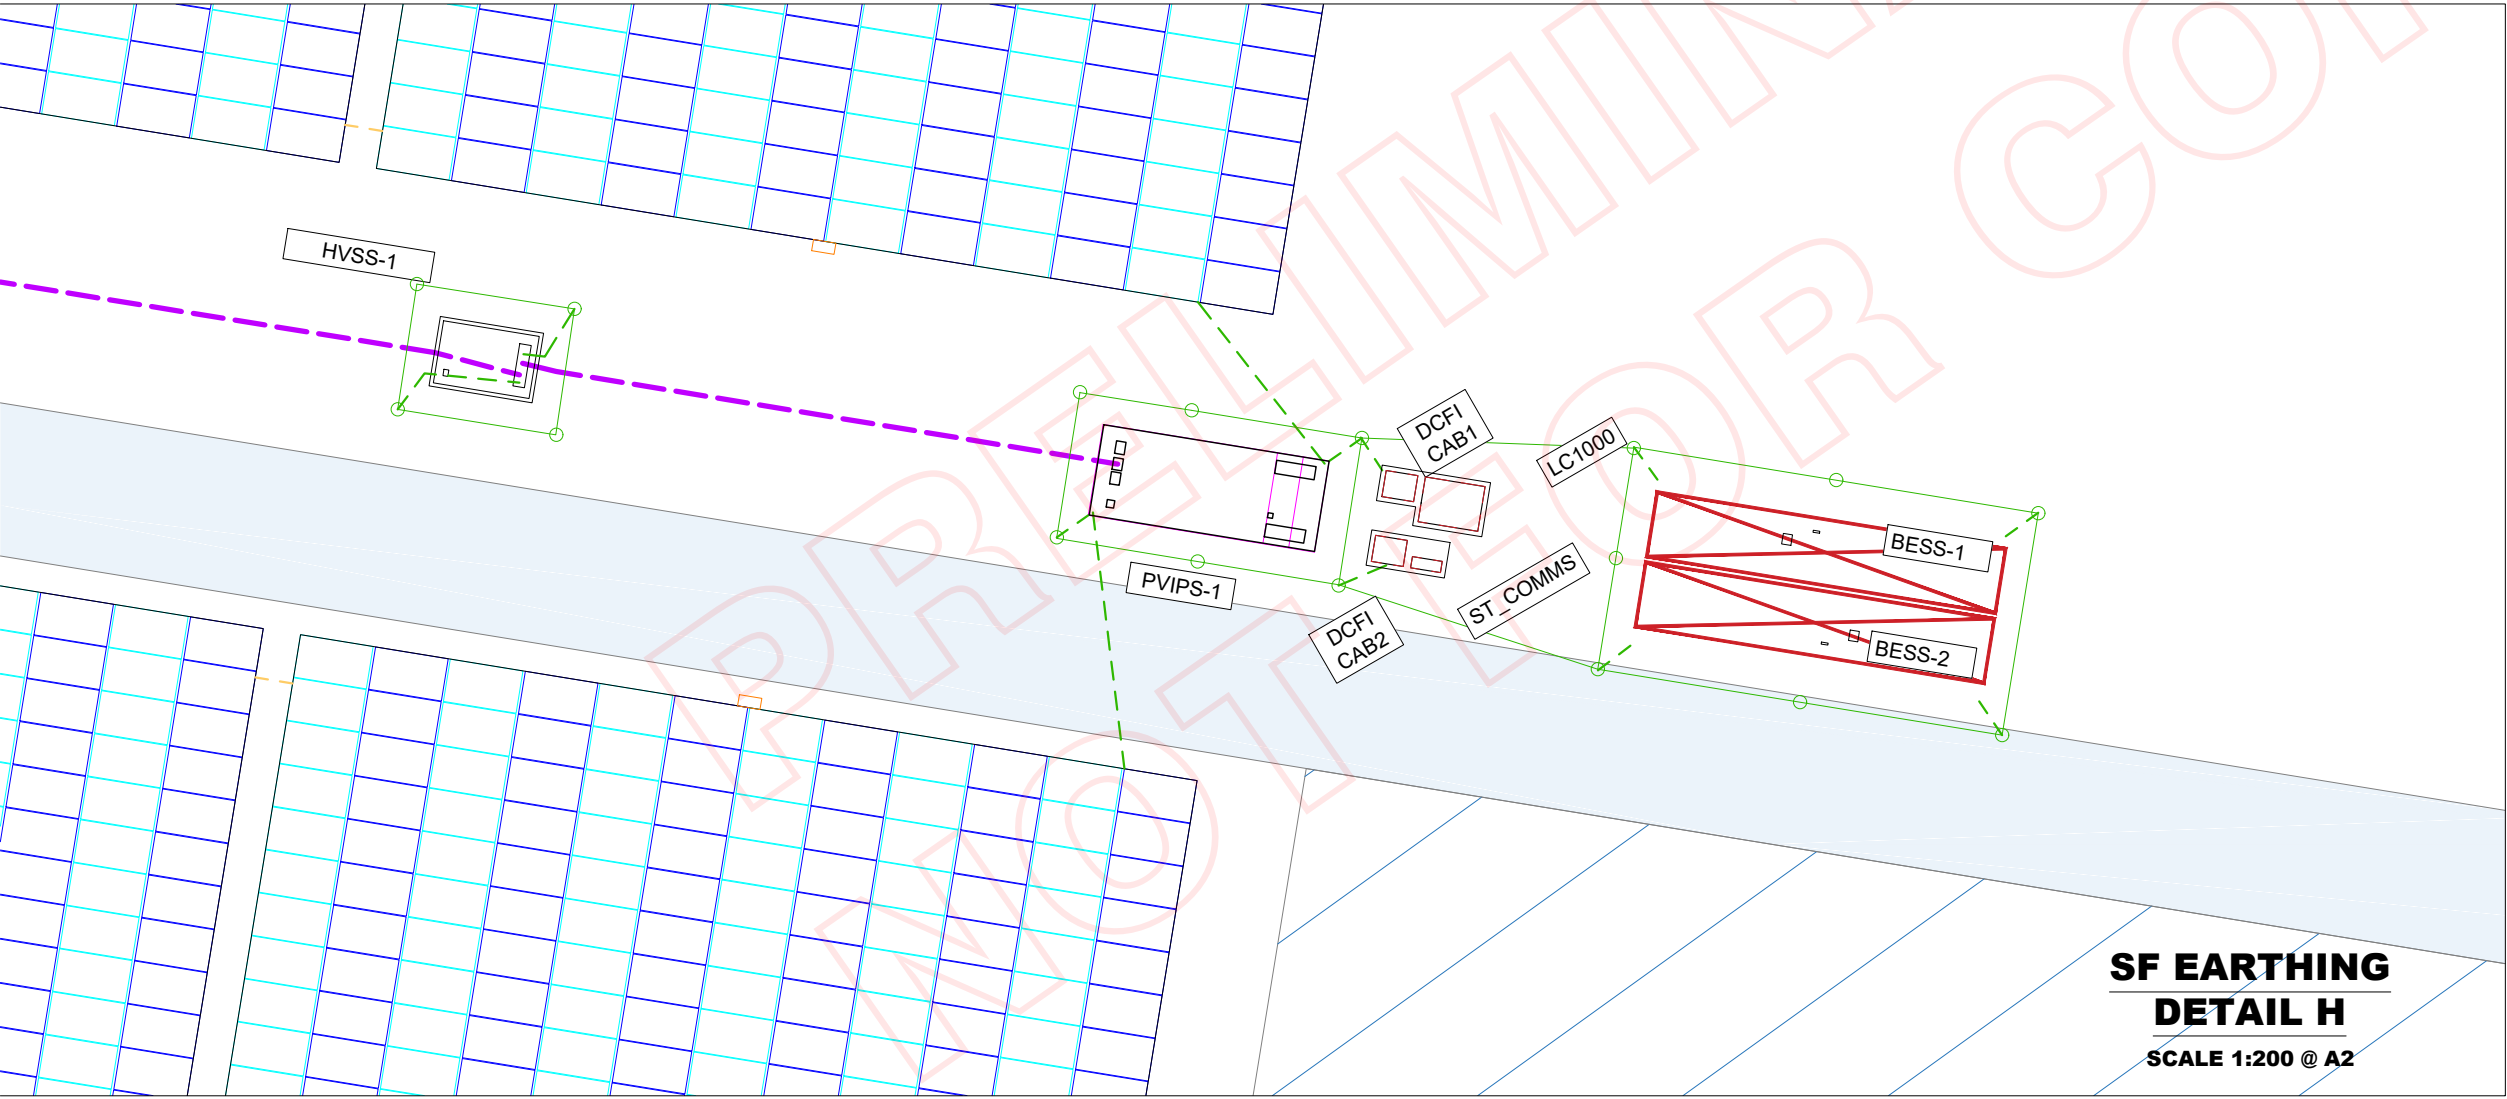 PRELIMIN
NOT FOR CO
HVSS-1
DCFI
CAB1
LC1000
BESS-1
PVIPS-1
ST_COMMS
DCFI
CAB2
BESS-2
SF EARTHING
DETAIL H
SCALE 1:200 @ A2